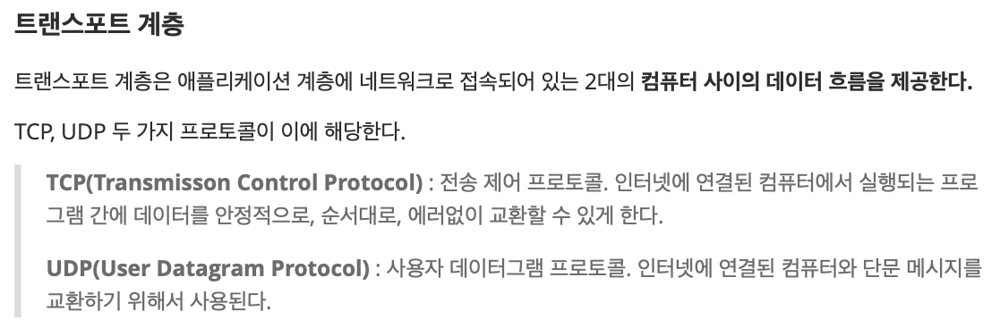 트랜스포트 계층
트랜스포트 계층은 애플리케이션 계층에 네트워크로 접속되어 있는 2대의 컴퓨터 사이의 데이터 흐름을 제공한다.
TCP, UDP 두 가지 프로토콜이 이에 해당한다.
TCP(Transmisson Control Protocol) : 전송 제어 프로토콜. 인터넷에 연결된 컴퓨터에서 실행되는 프로
그램 간에 데이터를 안정적으로, 순서대로, 에러없이 교환할 수 있게 한다.
UDP(User Datagram Protocol) : 사용자 데이터그램 프로토콜. 인터넷에 연결된 컴퓨터와 단문 메시지를
교환하기 위해서 사용된다.